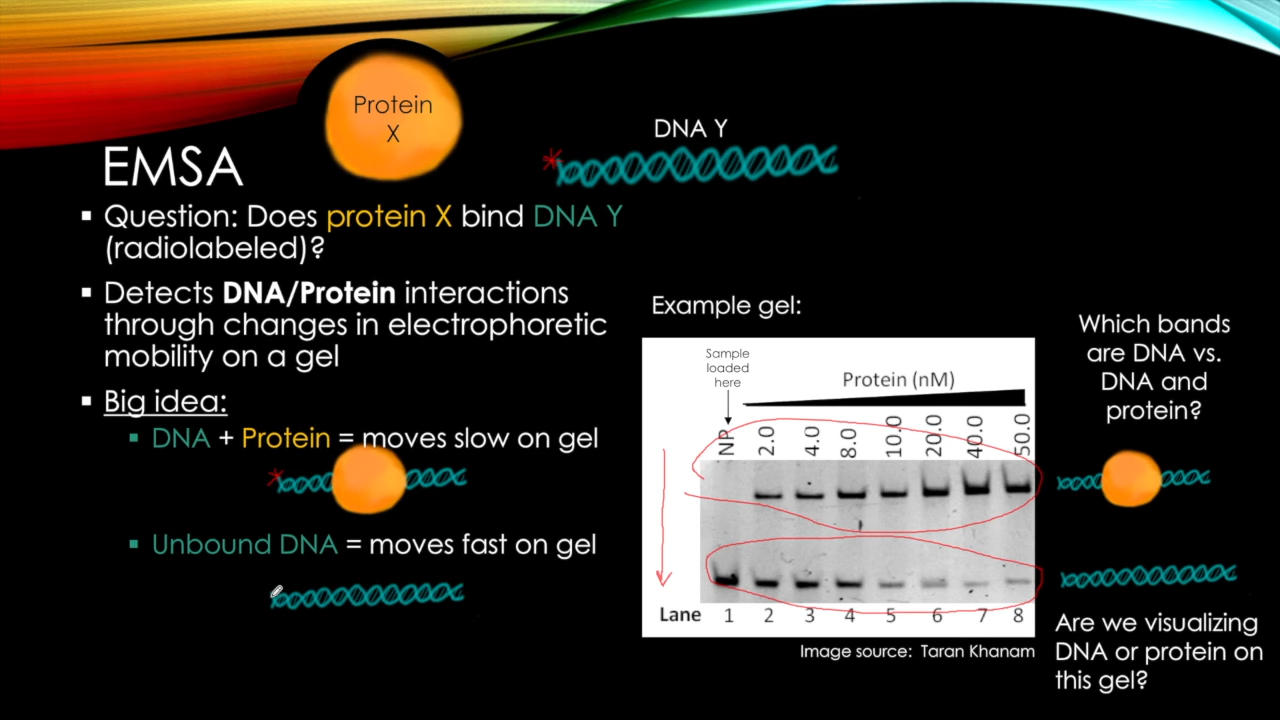 Protein
X
DNA Y
EMSA
▪ Question: Does protein X bind DNA Y
(radiolabeled)?
▪ Detects DNA/Protein interactions
through changes in electrophoretic
mobility on a gel
▪ Big idea:
▪ DNA + Protein = moves slow on gel
▪ Unbound DNA = moves fast on gel
Example gel:
Sample
loaded
here
Protein (nM)
NP 2.0 4.0 8.0 10.0 20.0 40.0 50.0
Lane 1 2 3 4 5 6 7 8
Image source: Taran Khanam
Which bands
are DNA vs.
DNA and
protein?
Are we visualizing
DNA or protein on
this gel?